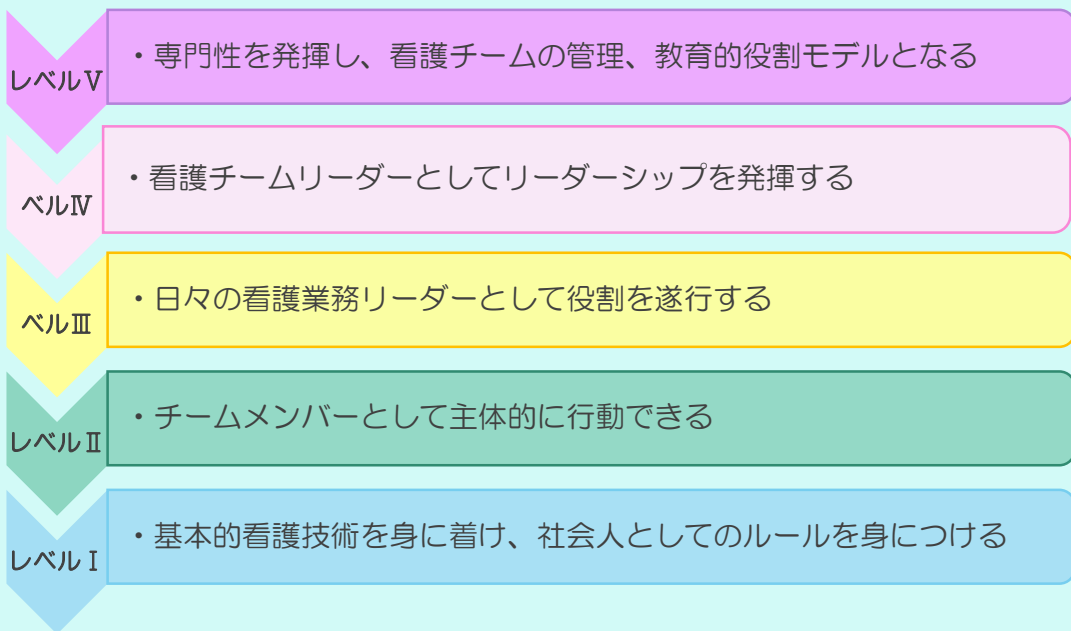 レベルⅤ
・専門性を発揮し、看護チームの管理、教育的役割モデルとなる
ベルⅣ
・看護チームリーダーとしてリーダーシップを発揮する
ベルⅢ
・日々の看護業務リーダーとして役割を遂行する
レベルⅡ
・チームメンバーとして主体的に行動できる
レベルⅠ
・基本的看護技術を身に着け、社会人としてのルールを身につける